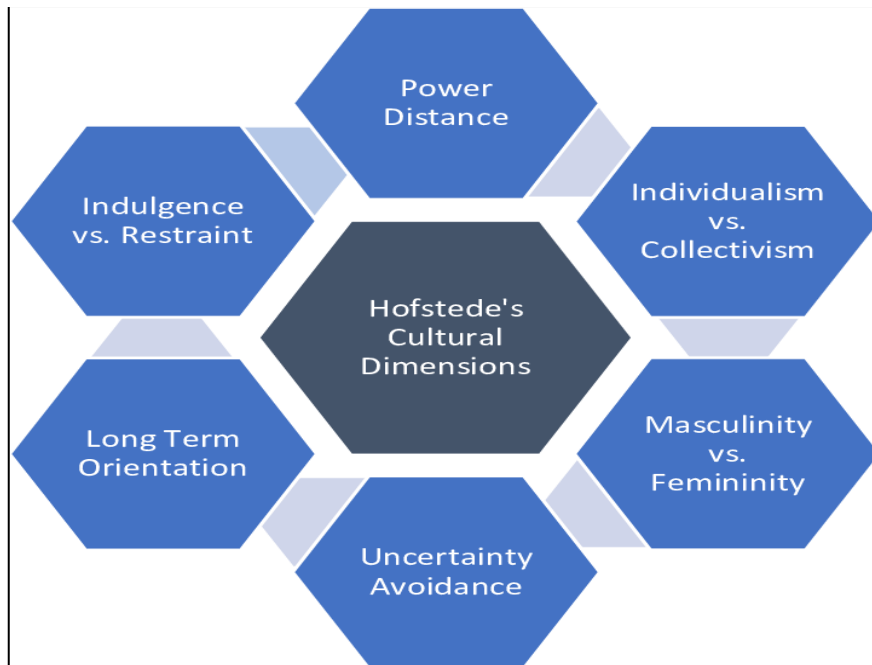 Power
Distance
Individualism
vs.
Collectivism
Masculinity
vs.
Femininity
Uncertainty
Avoidance
Long Term
Orientation
Indulgence
vs. Restraint
Hofstede's
Cultural
Dimensions